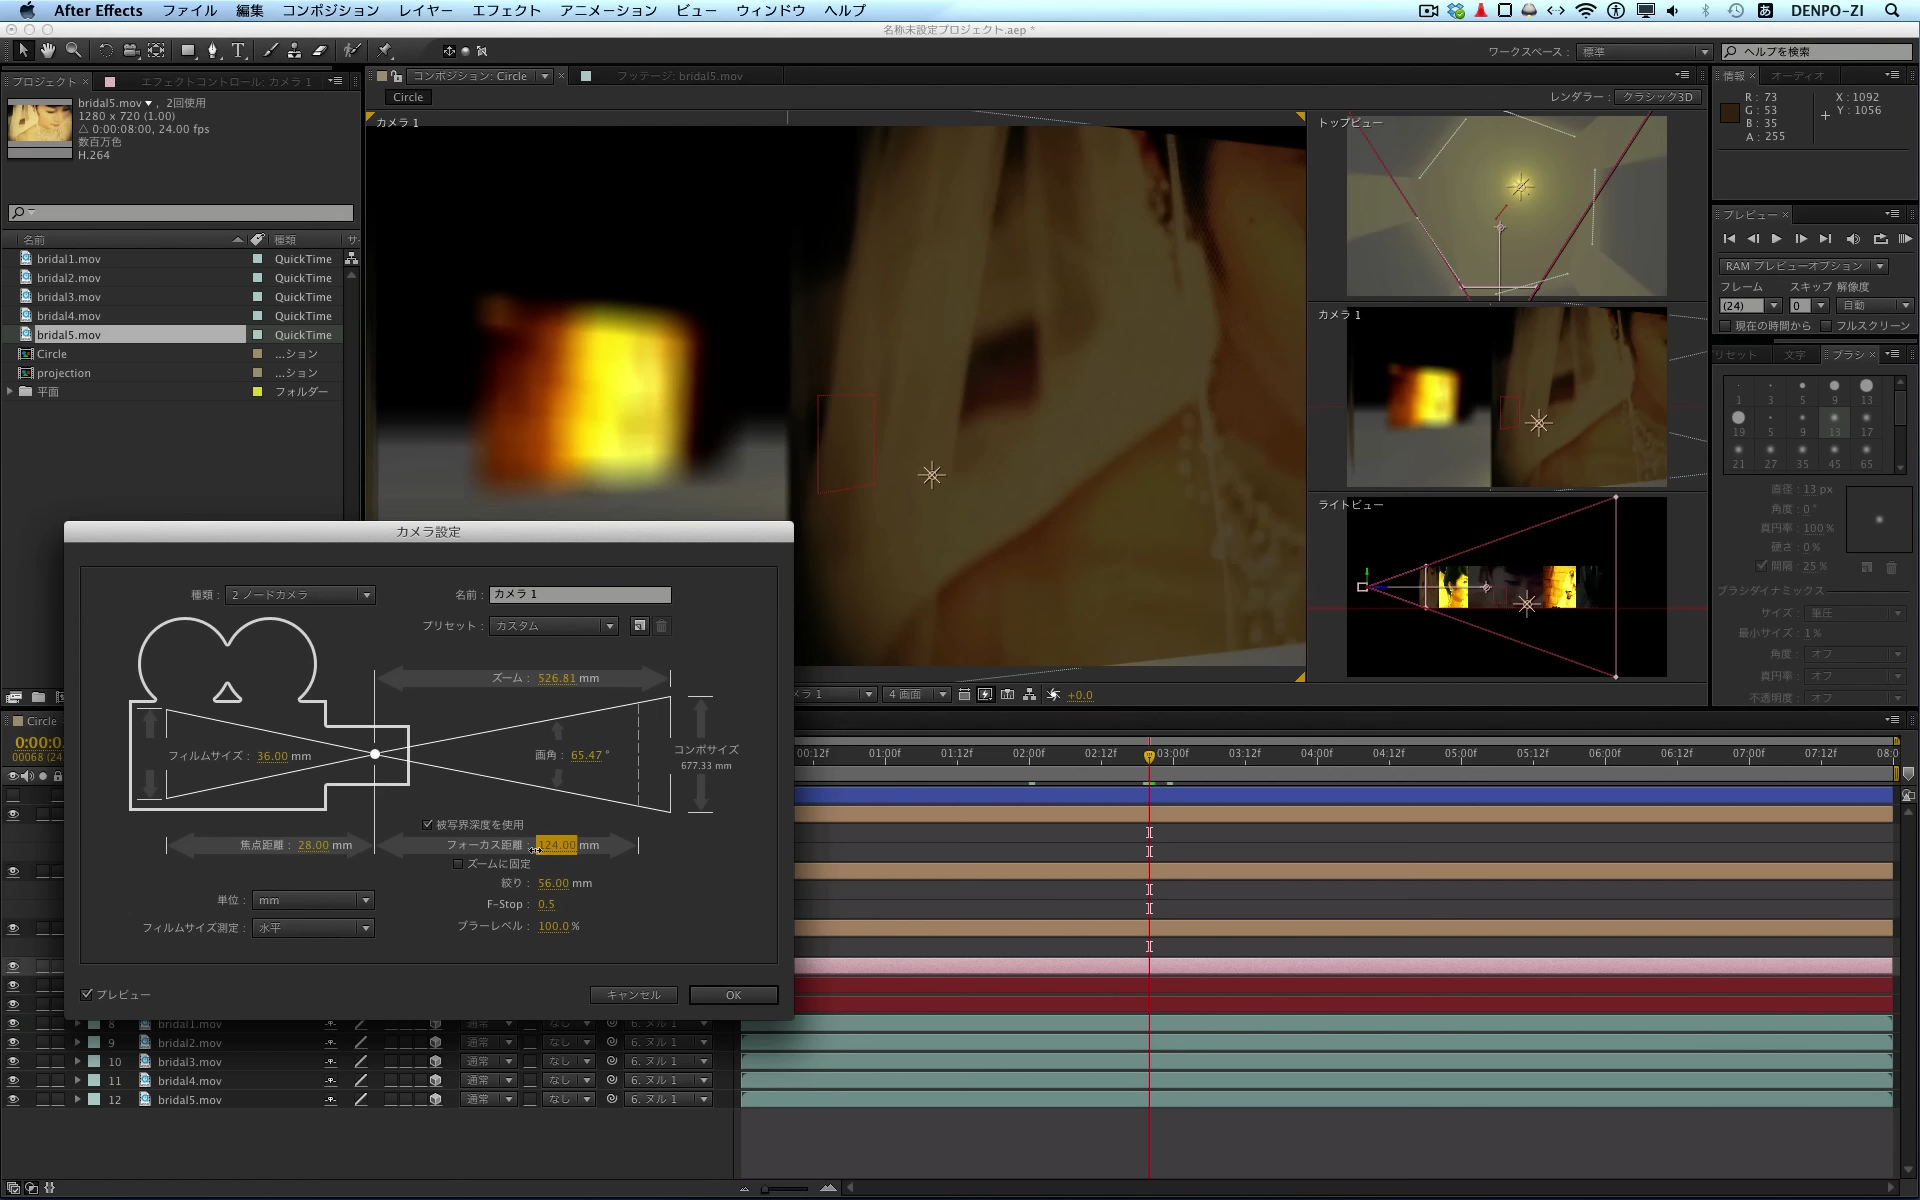 After Effects ファイル 編集 コンポジション レイヤー エフェクト アニメーション ビュー ウィンドウ ヘルプ
DENPO-ZI
名称未設定プロジェクト.aep *
ワークスペース： 標準
ヘルプを検索
プロジェクト ×
エフェクトコントロール: カメラ 1
bridal5.mov ▼ , 2回使用
1280 x 720 (1.00)
△ 0:00:08:00, 24.00 fps
数百万色
H.264
名前 種類 サ
bridal1.mov QuickTime
bridal2.mov QuickTime
bridal3.mov QuickTime
bridal4.mov QuickTime
bridal5.mov QuickTime
Circle ...ション
projection ...ション
平面 フォルダー
コンポジション: Circle
フッテージ: bridal5.mov
Circle
レンダラー： クラシック3D
カメラ 1
トップビュー
カメラ 1
ライトビュー
メラ 1
4 画面
+0.0
情報 × オーディオ
R : 73
G : 53
B : 35
A : 255
X : 1092
Y : 1056
プレビュー ×
RAM プレビューオプション
フレーム スキップ 解像度
(24) 0 自動
現在の時間から フルスクリーン
リセット 文字 ブラシ ×
1 3 5 9 13
19 5 9 13 17
21 27 35 45 65
直径： 13 px
角度： 0 °
真円率： 100 %
硬さ： 0 %
間隔： 25 %
ブラシダイナミックス
サイズ： 筆圧
最小サイズ： 1 %
角度： オフ
真円率： オフ
不透明度： オフ
カメラ設定
種類： 2 ノードカメラ
名前： カメラ 1
プリセット： カスタム
ズーム： 526.81 mm
フィルムサイズ： 36.00 mm
画角： 65.47 °
コンポサイズ
677.33 mm
被写界深度を使用
焦点距離： 28.00 mm
フォーカス距離： 124.00 mm
ズームに固定
絞り： 56.00 mm
単位： mm
F-Stop： 0.5
フィルムサイズ測定： 水平
ブラーレベル： 100.0 %
プレビュー
キャンセル
OK
Circle
0:00:0
00068 (24
00:12f 01:00f 01:12f 02:00f 02:12f 03:00f 03:12f 04:00f 04:12f 05:00f 05:12f 06:00f 06:12f 07:00f 07:12f 08:0
8 bridal1.mov 通常 なし 6. ヌル 1
9 bridal2.mov 通常 なし 6. ヌル 1
10 bridal3.mov 通常 なし 6. ヌル 1
11 bridal4.mov 通常 なし 6. ヌル 1
12 bridal5.mov 通常 なし 6. ヌル 1